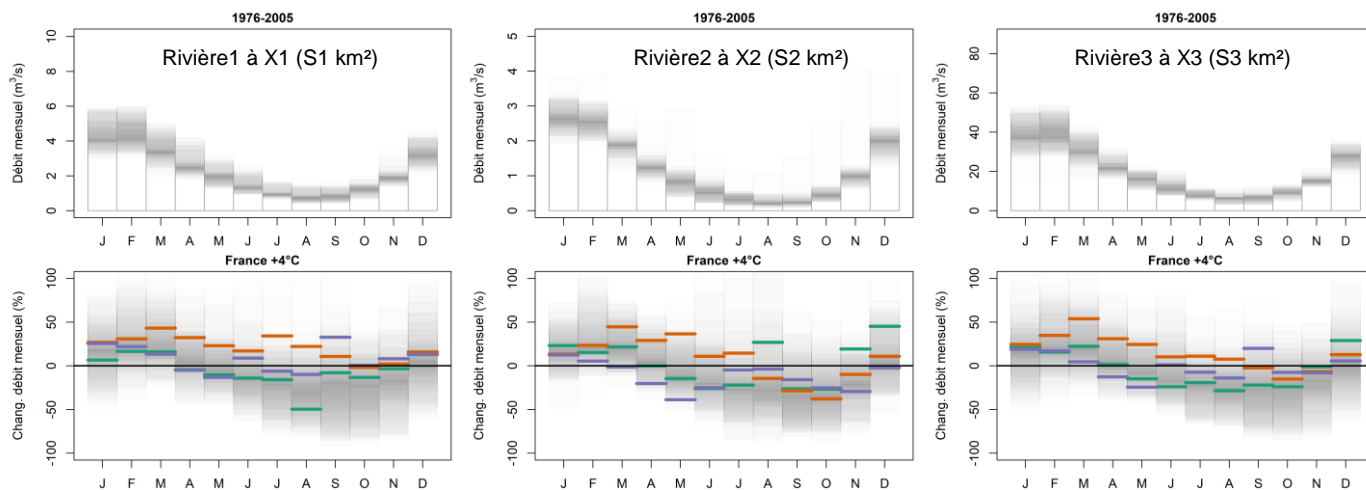 1976-2005
Débit mensuel (m³/s)
10
8
6
4
2
0
Rivière1 à X1 (S1 km²)
J F M A M J J A S O N D
1976-2005
Débit mensuel (m³/s)
5
4
3
2
1
0
Rivière2 à X2 (S2 km²)
J F M A M J J A S O N D
1976-2005
Débit mensuel (m³/s)
80
60
40
20
0
Rivière3 à X3 (S3 km²)
J F M A M J J A S O N D
France +4°C
Chang. débit mensuel (%)
100
50
0
-50
-100
J F M A M J J A S O N D
France +4°C
Chang. débit mensuel (%)
100
50
0
-50
-100
J F M A M J J A S O N D
France +4°C
Chang. débit mensuel (%)
100
50
0
-50
-100
J F M A M J J A S O N D